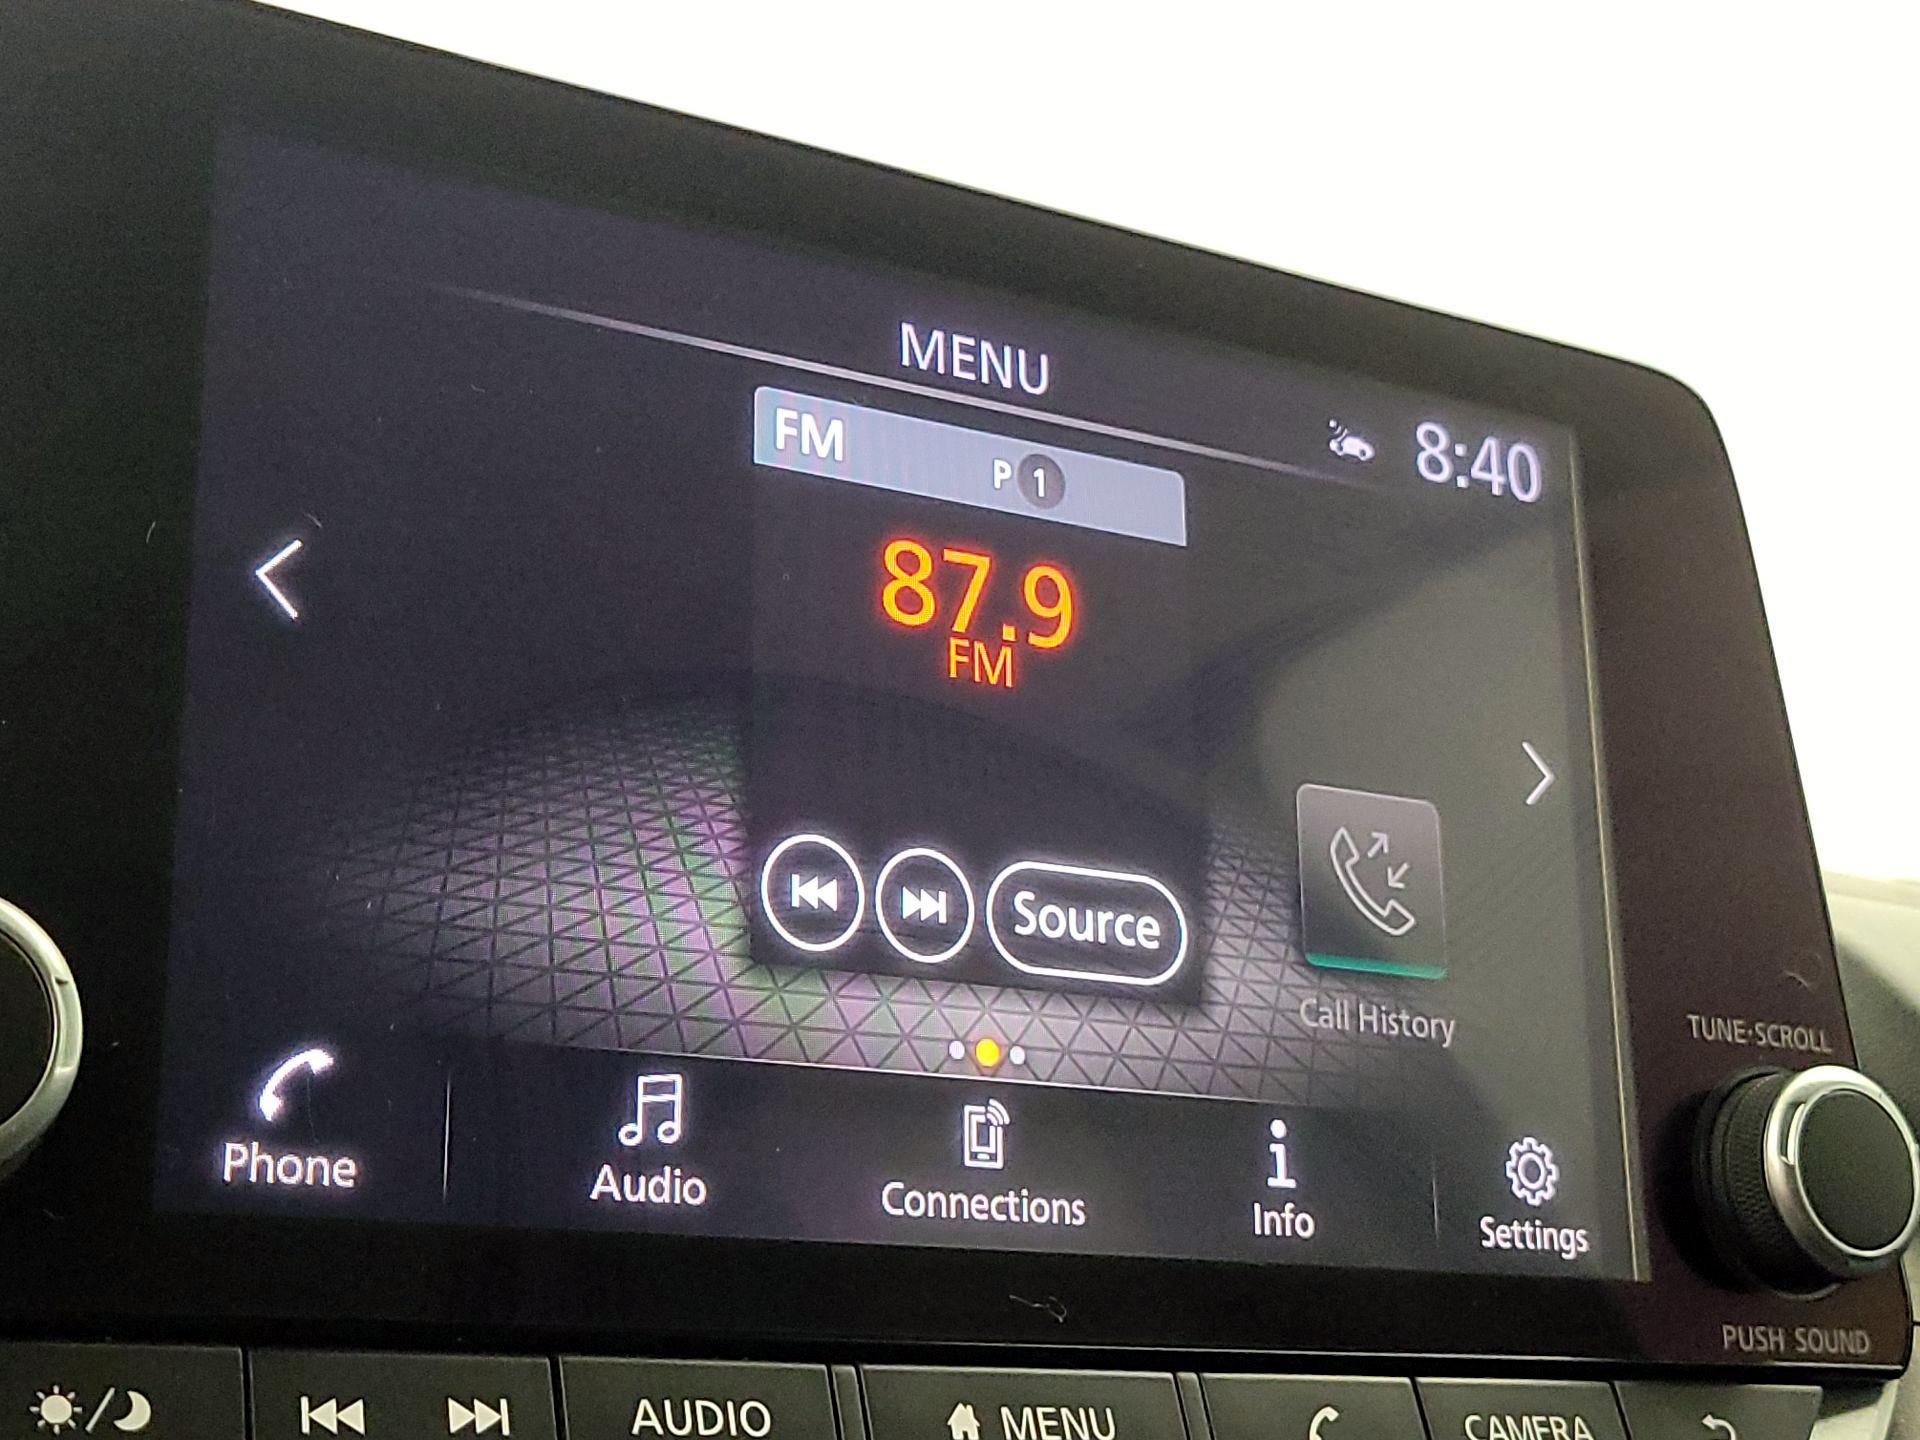 MENU
8:40
FM P 1
87.9
FM
Source
Call History
Phone
Audio
Connections
Info
Settings
TUNE·SCROLL
PUSH SOUND
AUDIO
MENU
CAMERA